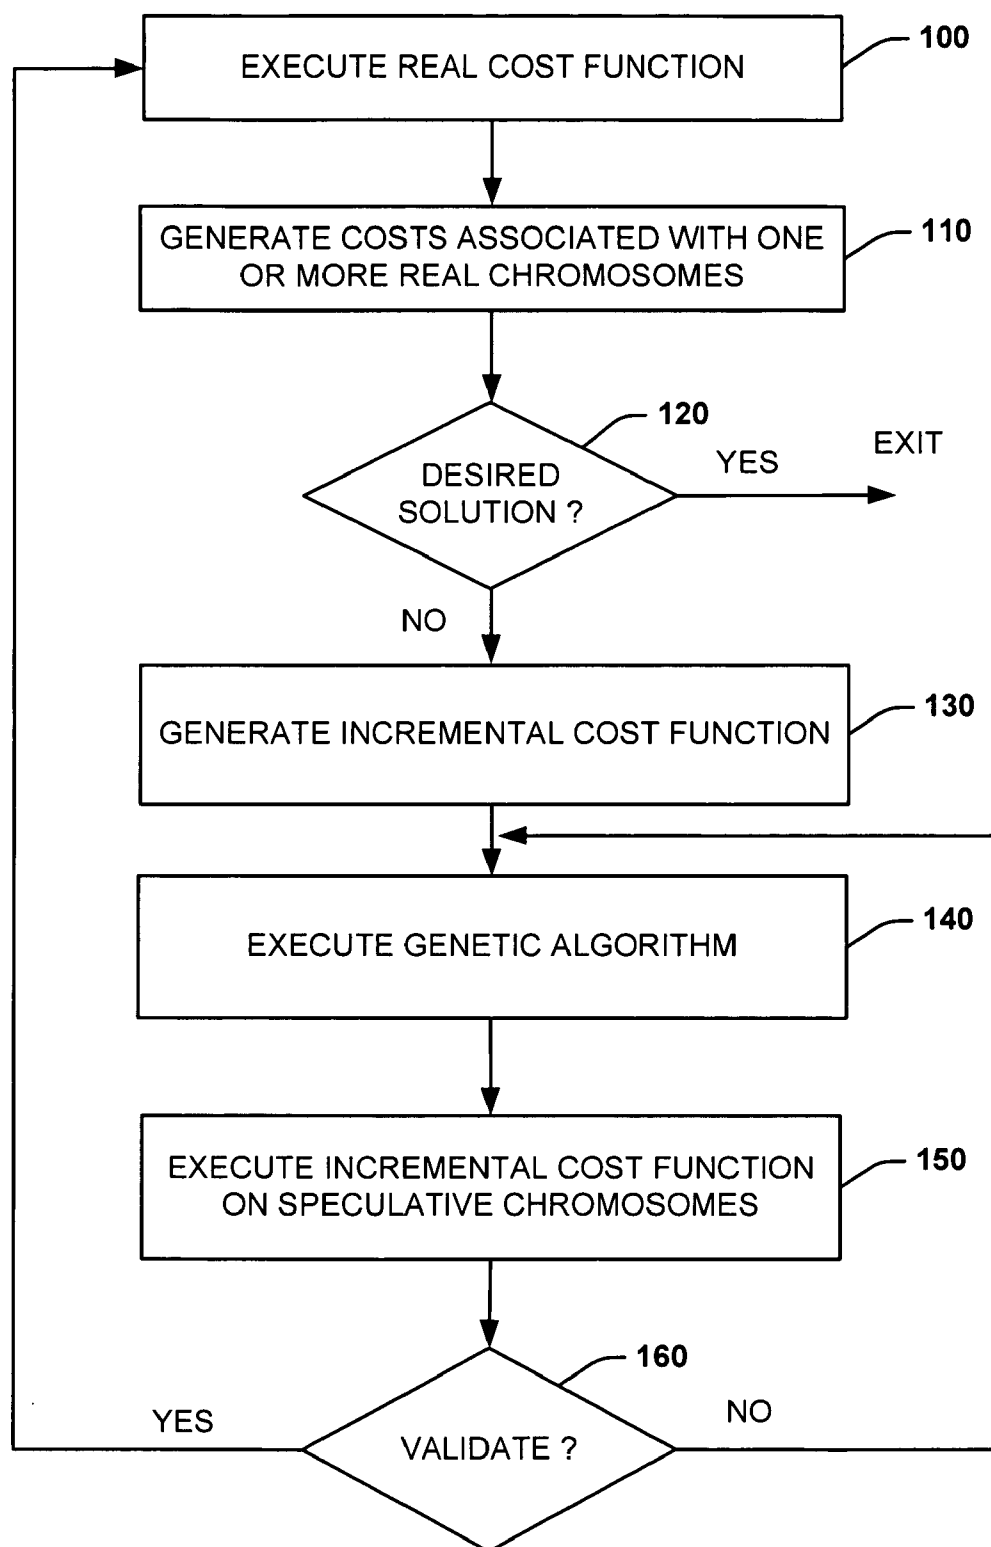 100
EXECUTE REAL COST FUNCTION
110
GENERATE COSTS ASSOCIATED WITH ONE
OR MORE REAL CHROMOSOMES
120
EXIT
YES
DESIRED
SOLUTION ?
NO
130
GENERATE INCREMENTAL COST FUNCTION
140
EXECUTE GENETIC ALGORITHM
150
EXECUTE INCREMENTAL COST FUNCTION
ON SPECULATIVE CHROMOSOMES
160
YES
NO
VALIDATE ?